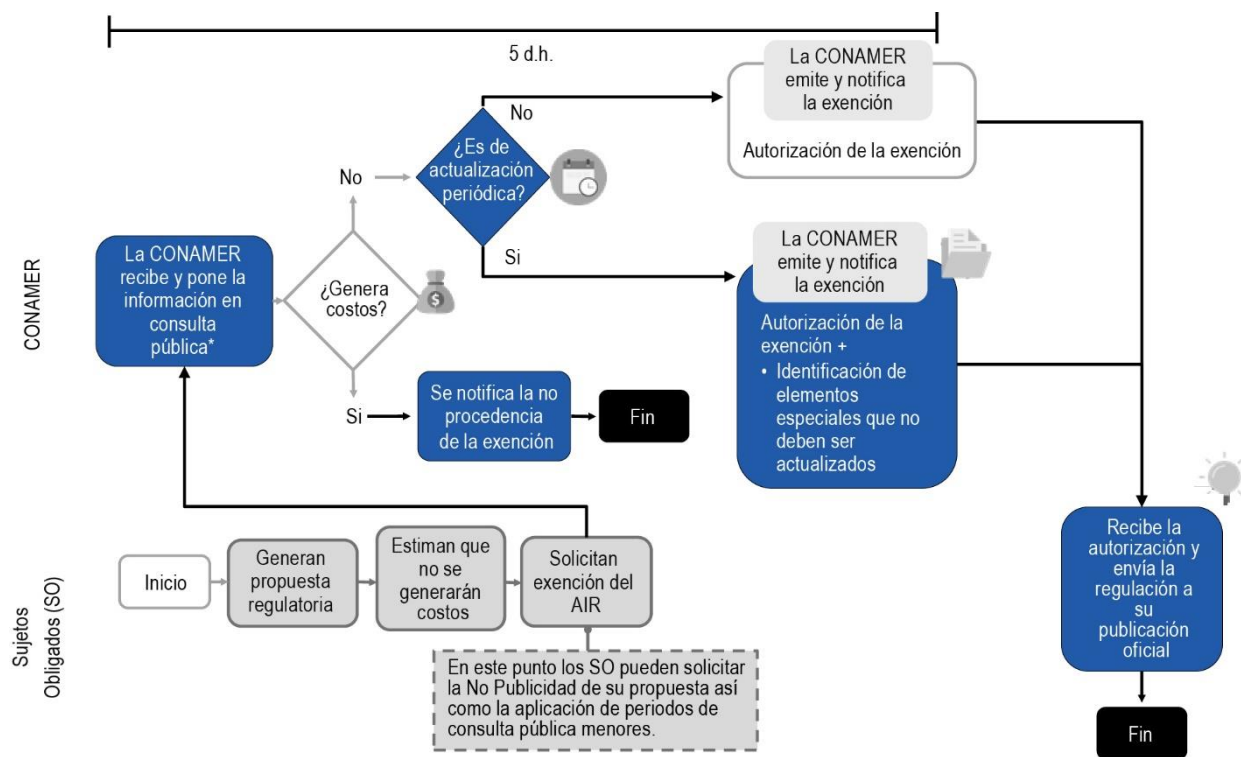 5 d.h.
CONAMER
La CONAMER
recibe y pone la
información en
consulta
pública*
¿Genera
costos?
$
No
¿Es de
actualización
periódica?
No
La CONAMER
emite y notifica
la exención
Autorización de la exención
Si
La CONAMER
emite y notifica
la exención
Autorización de la
exención +
• Identificación de
elementos
especiales que no
deben ser
actualizados
Si
Se notifica la no
procedencia
de la exención
Fin
Sujetos
Obligados (SO)
Inicio
Generan
propuesta
regulatoria
Estiman que
no se
generarán
costos
Solicitan
exención del
AIR
En este punto los SO pueden solicitar
la No Publicidad de su propuesta así
como la aplicación de periodos de
consulta pública menores.
Recibe la
autorización y
envía la
regulación a
su
publicación
oficial
Fin